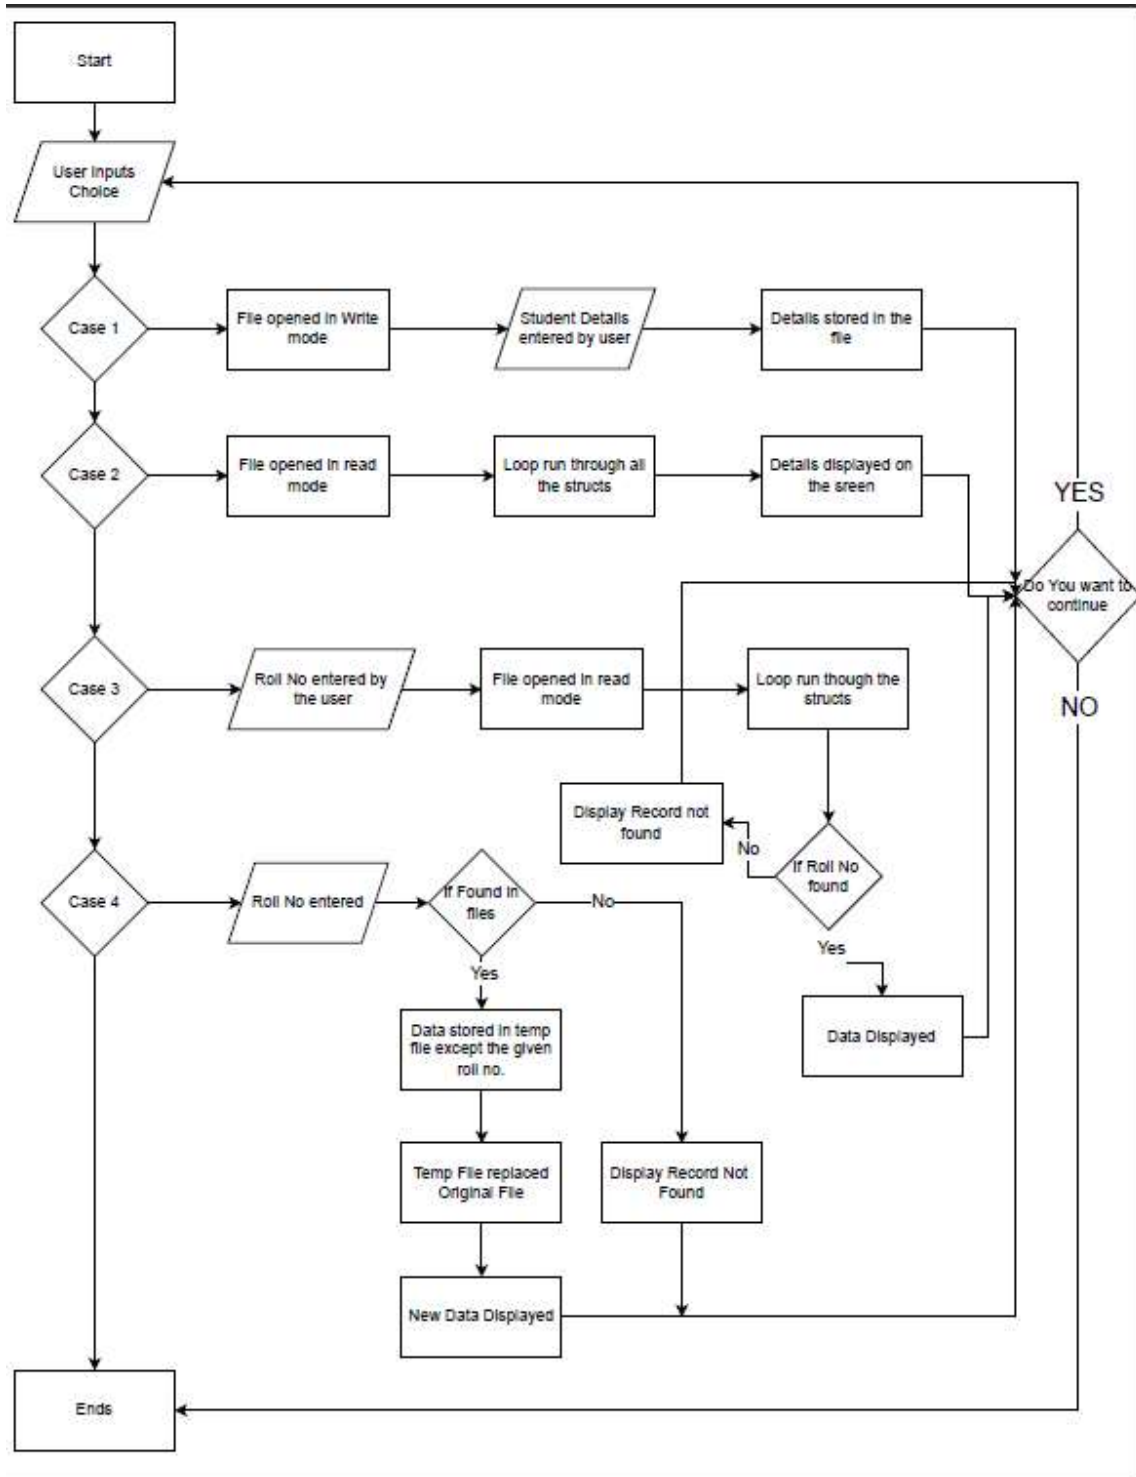 Start
User Inputs
Choice
Case 1
File opened in Write
mode
Student Details
entered by user
Details stored in the
file
Case 2
File opened in read
mode
Loop run through all
the structs
Details displayed on
the sreen
YES
Do You want to
continue
NO
Case 3
Roll No entered by
the user
File opened in read
mode
Loop run though the
structs
Display Record not
found
No
If Roll No
found
Yes
Data Displayed
Case 4
Roll No entered
If Found in
files
No
Yes
Data stored in temp
file except the given
roll no.
Temp File replaced
Original File
Display Record Not
Found
New Data Displayed
Ends